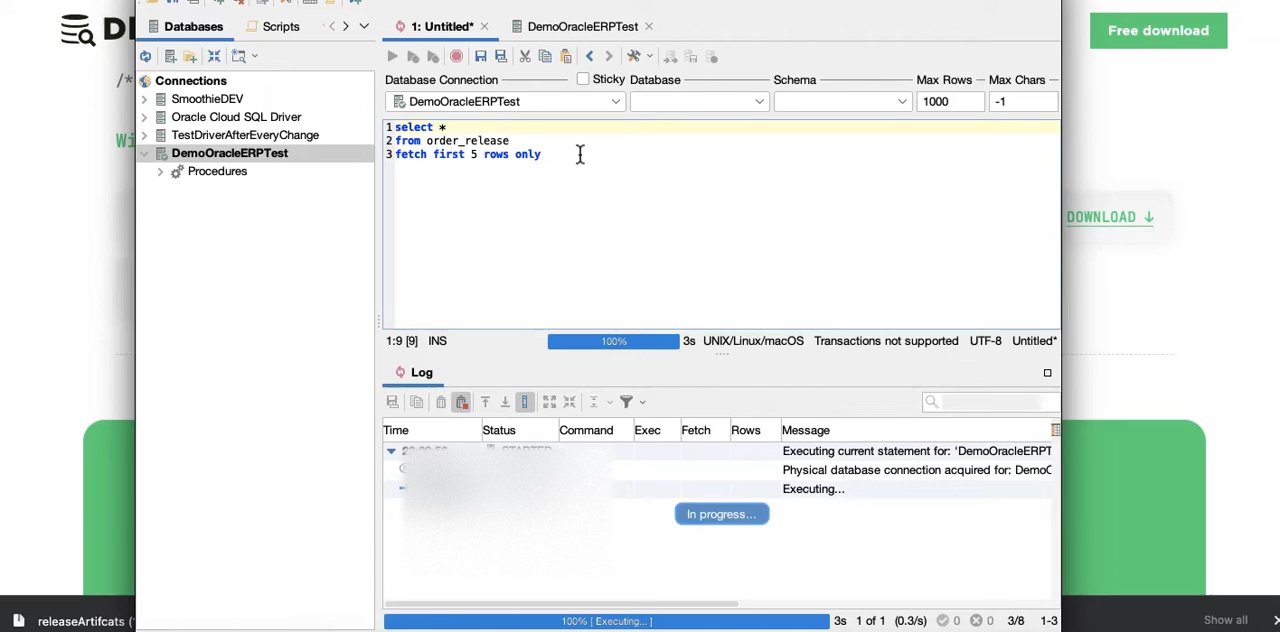 Free download
/*
Wi
DOWNLOAD ↓
Databases
Scripts
1: Untitled*
DemoOracleERPTest
Database Connection
Sticky
Database
Schema
Max Rows
Max Chars
DemoOracleERPTest
1000
-1
Connections
SmoothieDEV
Oracle Cloud SQL Driver
TestDriverAfterEveryChange
DemoOracleERPTest
Procedures
1 select *
2 from order_release
3 fetch first 5 rows only
1:9 [9] INS
100%
3s
UNIX/Linux/macOS
Transactions not supported
UTF-8
Untitled*
Log
Time
Status
Command
Exec
Fetch
Rows
Message
Executing current statement for: 'DemoOracleERPT
Physical database connection acquired for: DemoO
Executing...
In progress...
100% [ Executing... ]
3s 1 of 1 (0.3/s) 0 0 3/8 1-3
releaseArtifcats (
Show all